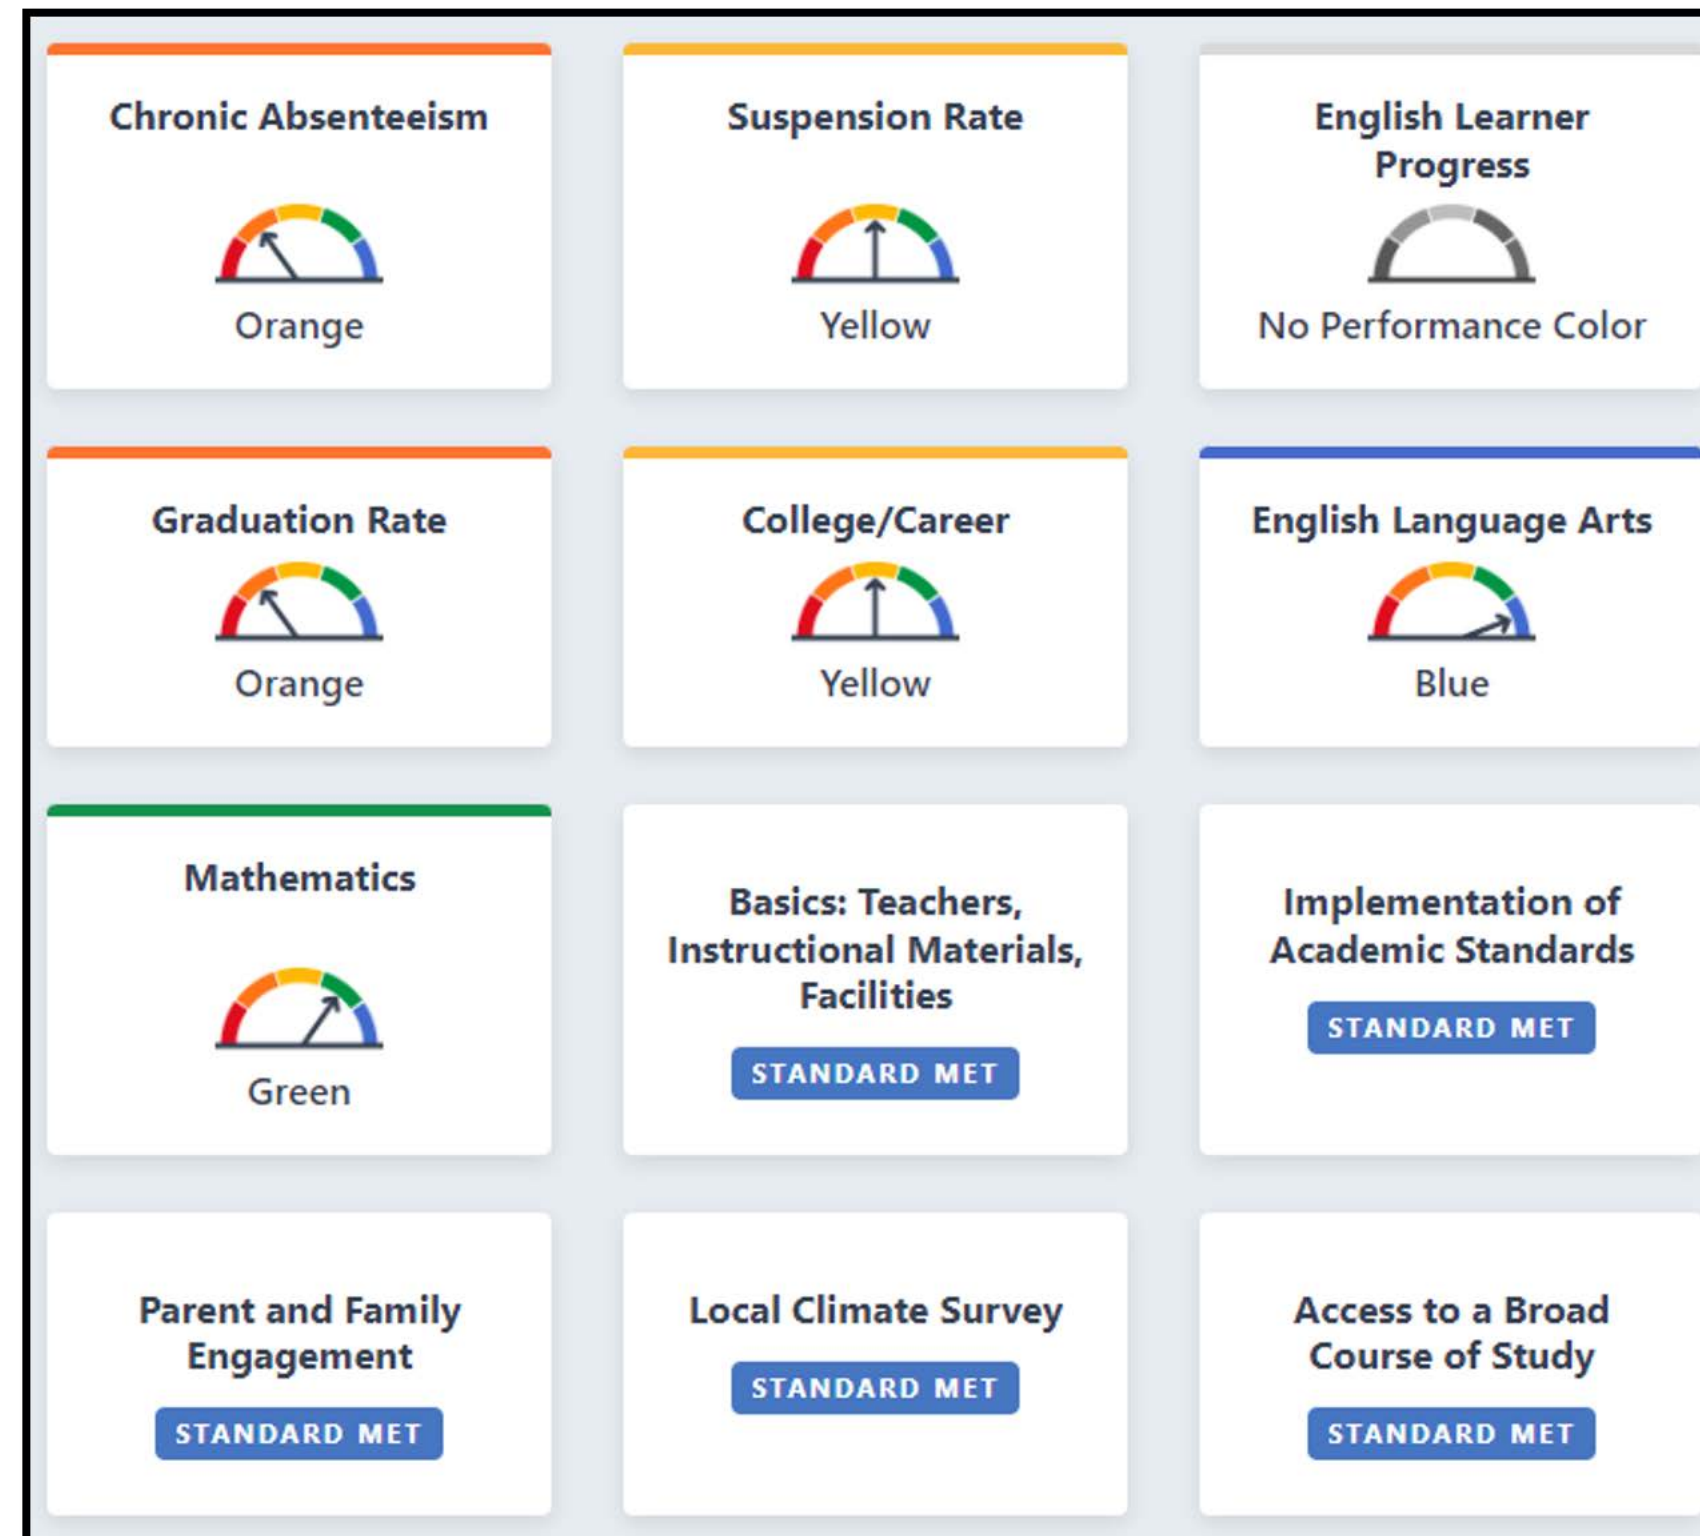 Chronic Absenteeism
Orange
Suspension Rate
Yellow
English Learner
Progress
No Performance Color
Graduation Rate
Orange
College/Career
Yellow
English Language Arts
Blue
Mathematics
Green
Basics: Teachers,
Instructional Materials,
Facilities
STANDARD MET
Implementation of
Academic Standards
STANDARD MET
Parent and Family
Engagement
STANDARD MET
Local Climate Survey
STANDARD MET
Access to a Broad
Course of Study
STANDARD MET